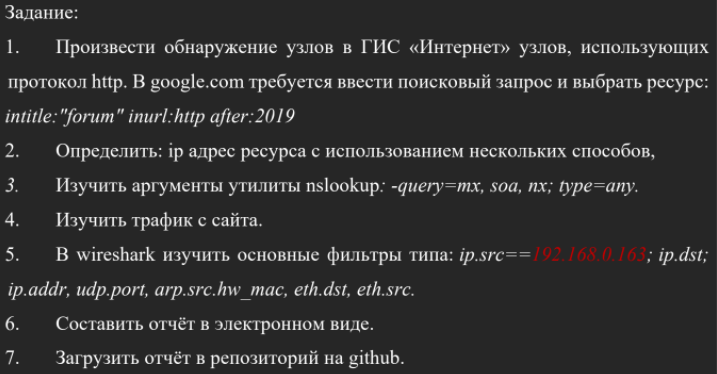 Задание:
1. Произвести обнаружение узлов в ГИС «Интернет» узлов, использующих
протокол http. В google.com требуется ввести поисковый запрос и выбрать ресурс:
intitle:"forum" inurl:http after:2019
2. Определить: ip адрес ресурса с использованием нескольких способов,
3. Изучить аргументы утилиты nslookup: -query=mx, soa, nx; type=any.
4. Изучить трафик с сайта.
5. В wireshark изучить основные фильтры типа: ip.src==192.168.0.163; ip.dst;
ip.addr, udp.port, arp.src.hw_mac, eth.dst, eth.src.
6. Составить отчёт в электронном виде.
7. Загрузить отчёт в репозиторий на github.